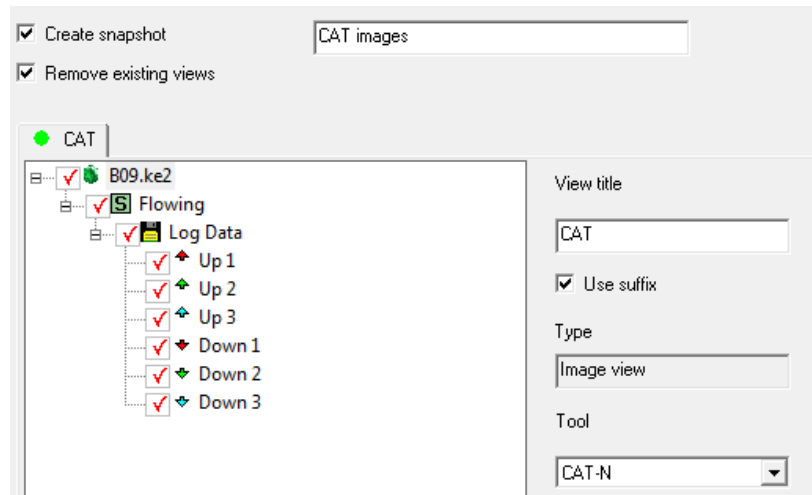 Create snapshot
CAT images
Remove existing views
CAT
B09.ke2
S Flowing
Log Data
Up 1
Up 2
Up 3
Down 1
Down 2
Down 3
View title
CAT
Use suffix
Type
Image view
Tool
CAT-N